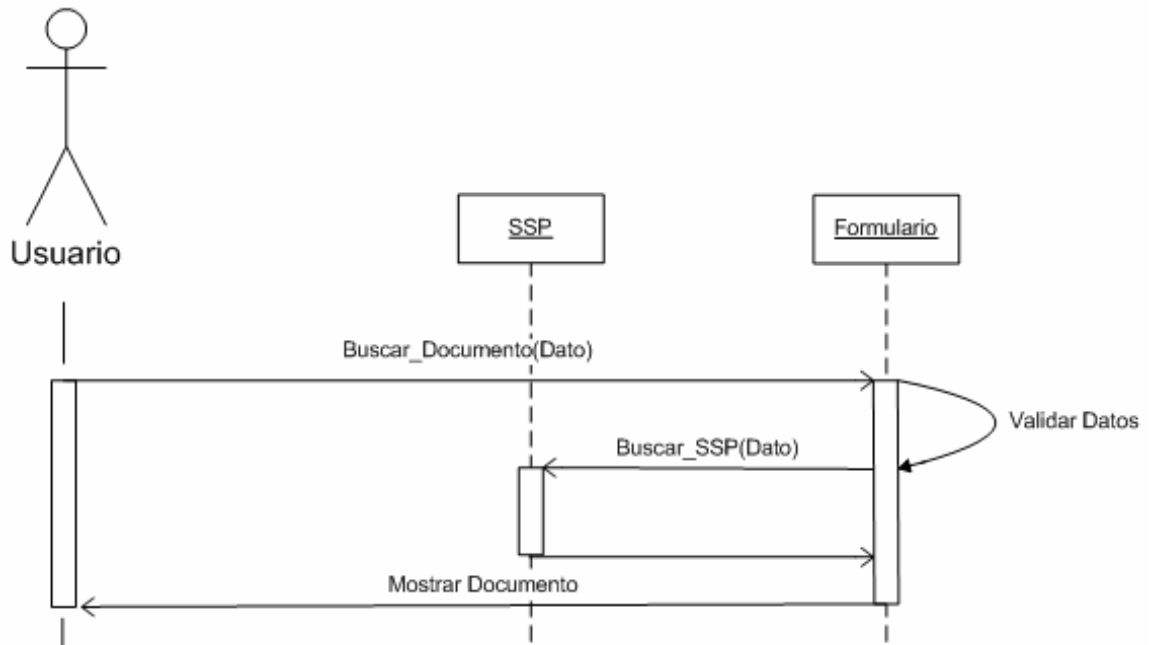 Usuario
SSP
Formulario
Buscar_Documento(Dato)
Validar Datos
Buscar_SSP(Dato)
Mostrar Documento